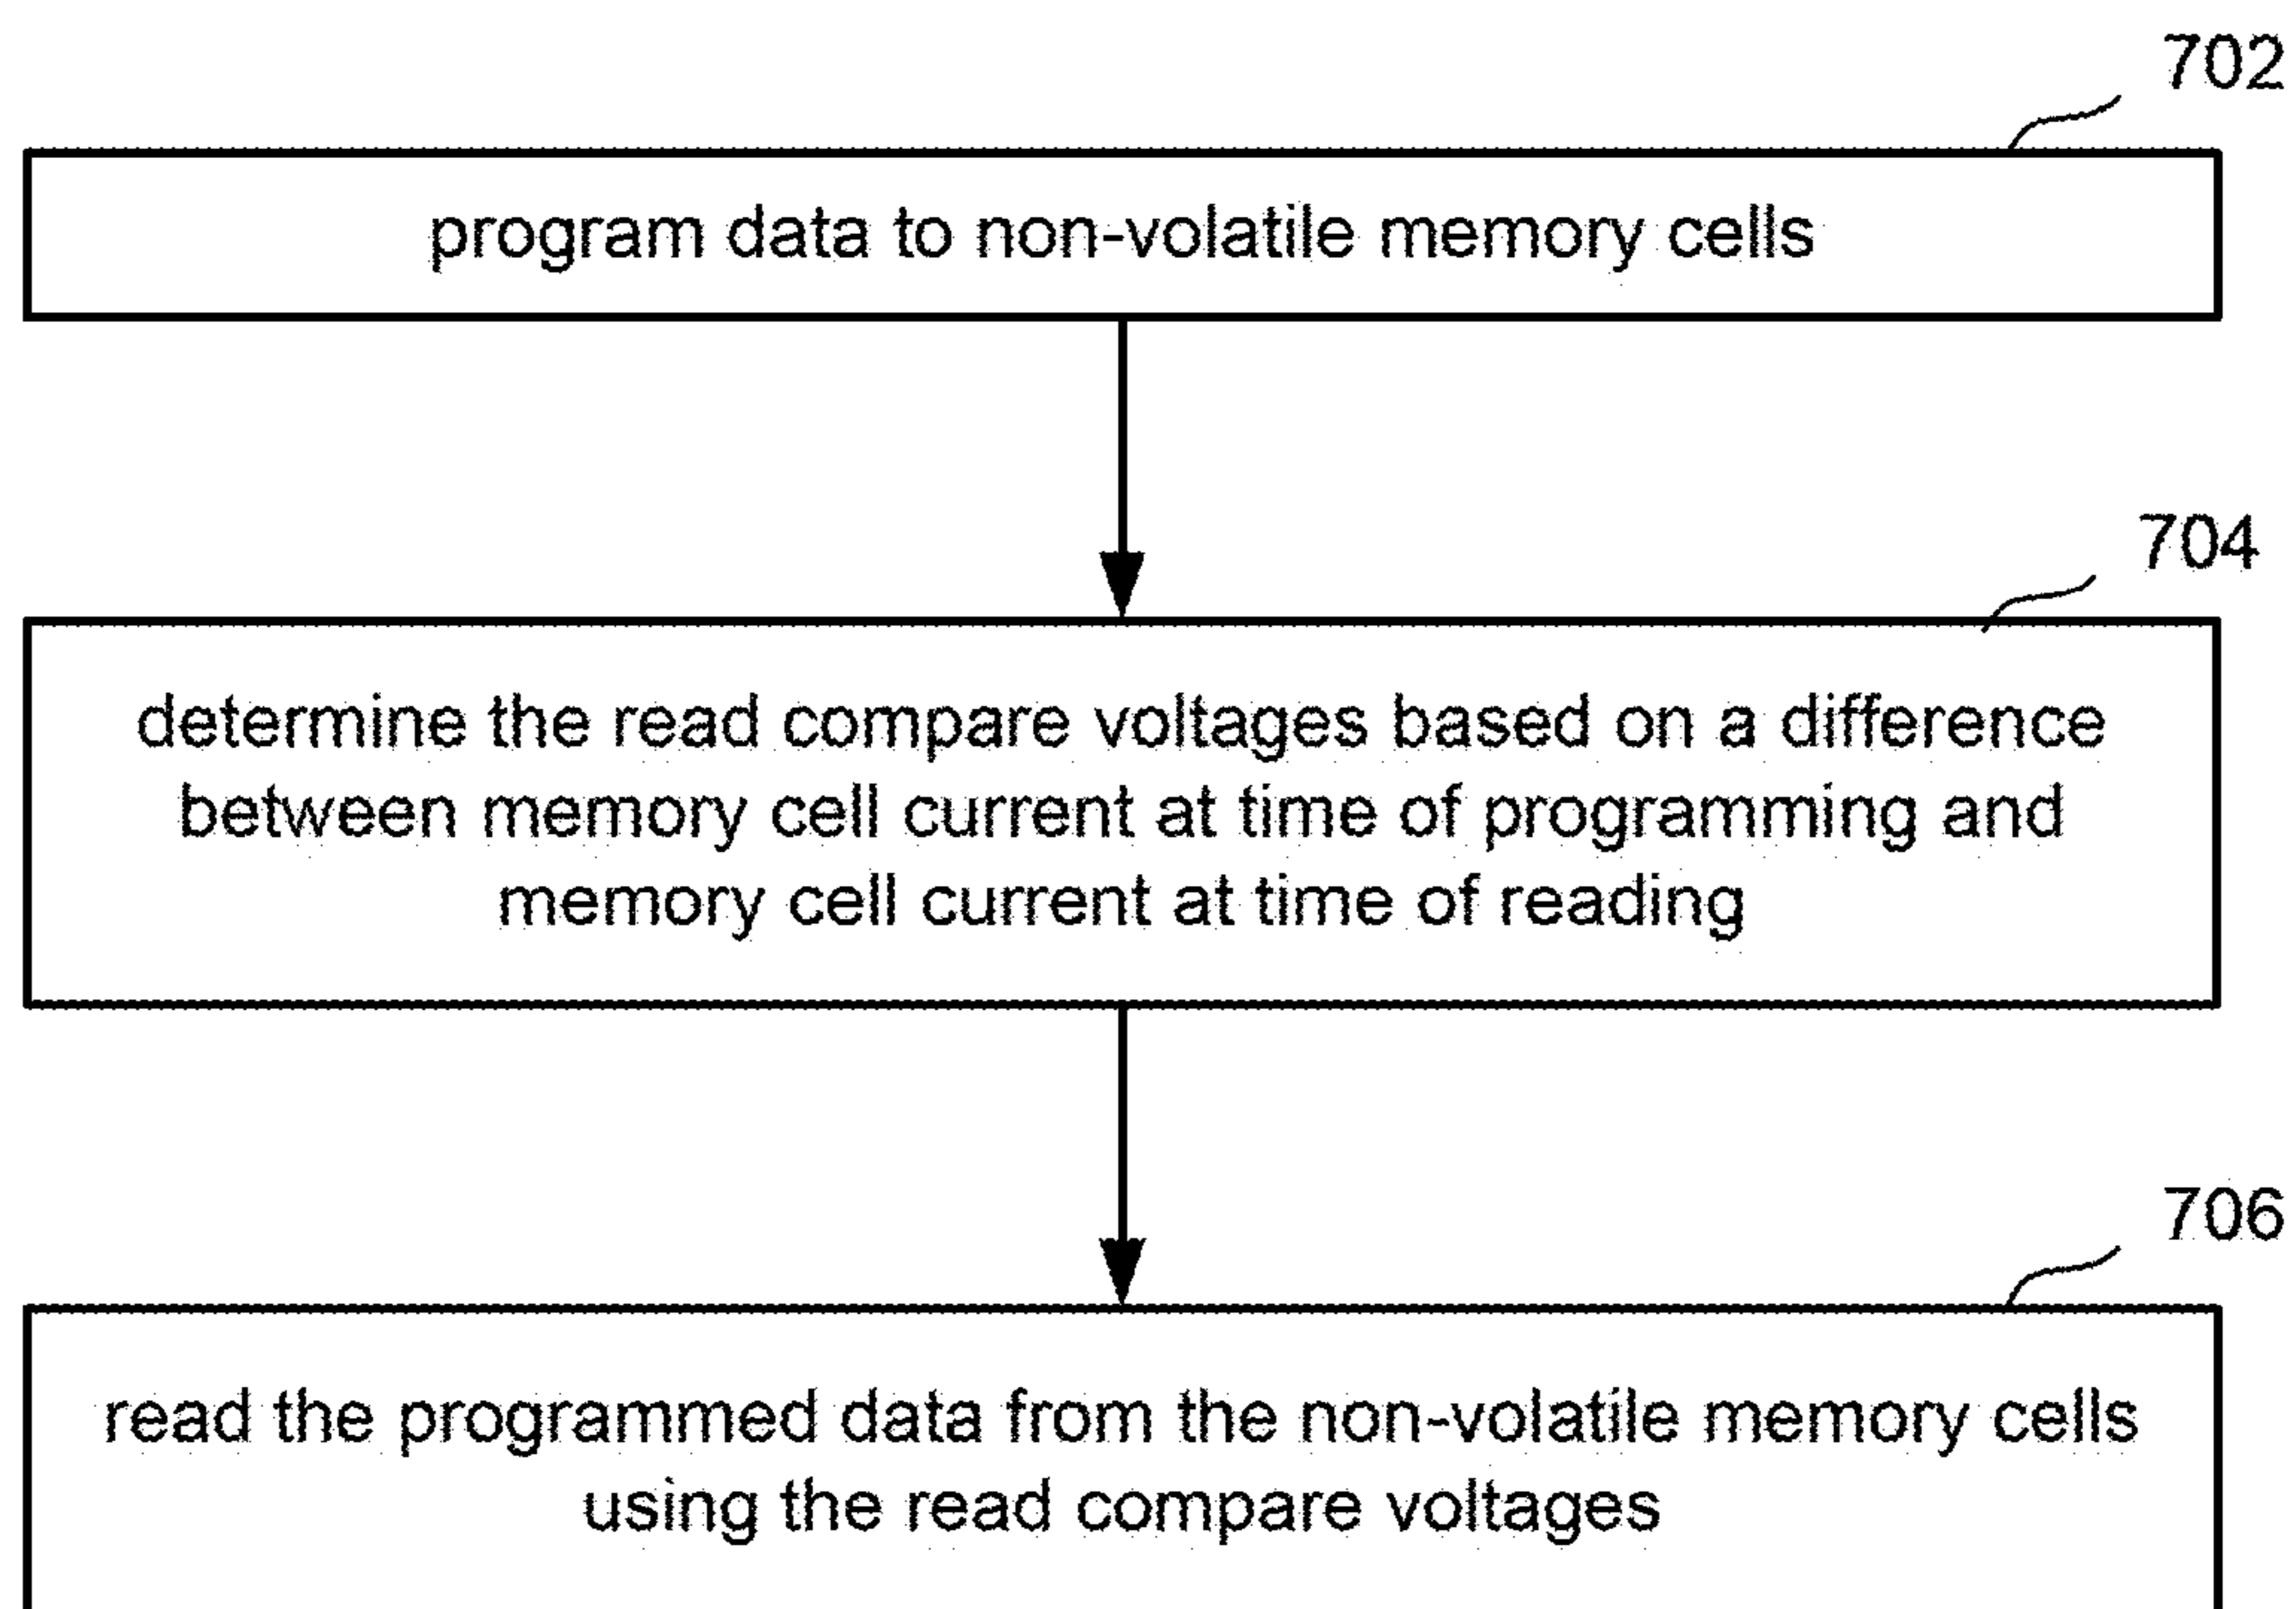 702
program data to non-volatile memory cells
704
determine the read compare voltages based on a difference
between memory cell current at time of programming and
memory cell current at time of reading
706
read the programmed data from the non-volatile memory cells
using the read compare voltages